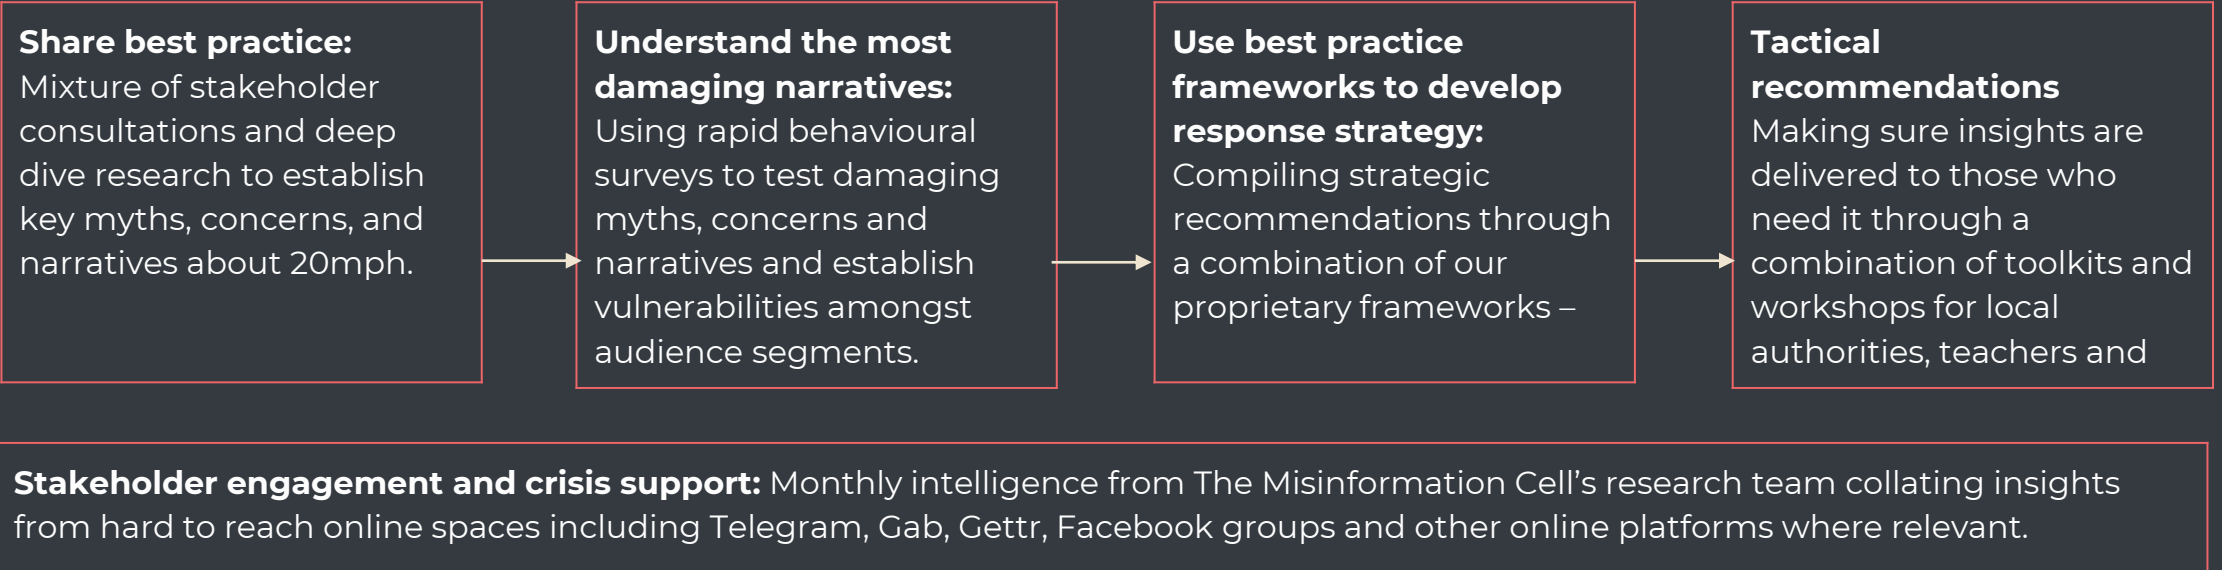 Share best practice:
Mixture of stakeholder
consultations and deep
dive research to establish
key myths, concerns, and
narratives about 20mph.
Understand the most
damaging narratives:
Using rapid behavioural
surveys to test damaging
myths, concerns and
narratives and establish
vulnerabilities amongst
audience segments.
Use best practice
frameworks to develop
response strategy:
Compiling strategic
recommendations through
a combination of our
proprietary frameworks –
Tactical
recommendations
Making sure insights are
delivered to those who
need it through a
combination of toolkits and
workshops for local
authorities, teachers and
Stakeholder engagement and crisis support: Monthly intelligence from The Misinformation Cell’s research team collating insights
from hard to reach online spaces including Telegram, Gab, Gettr, Facebook groups and other online platforms where relevant.